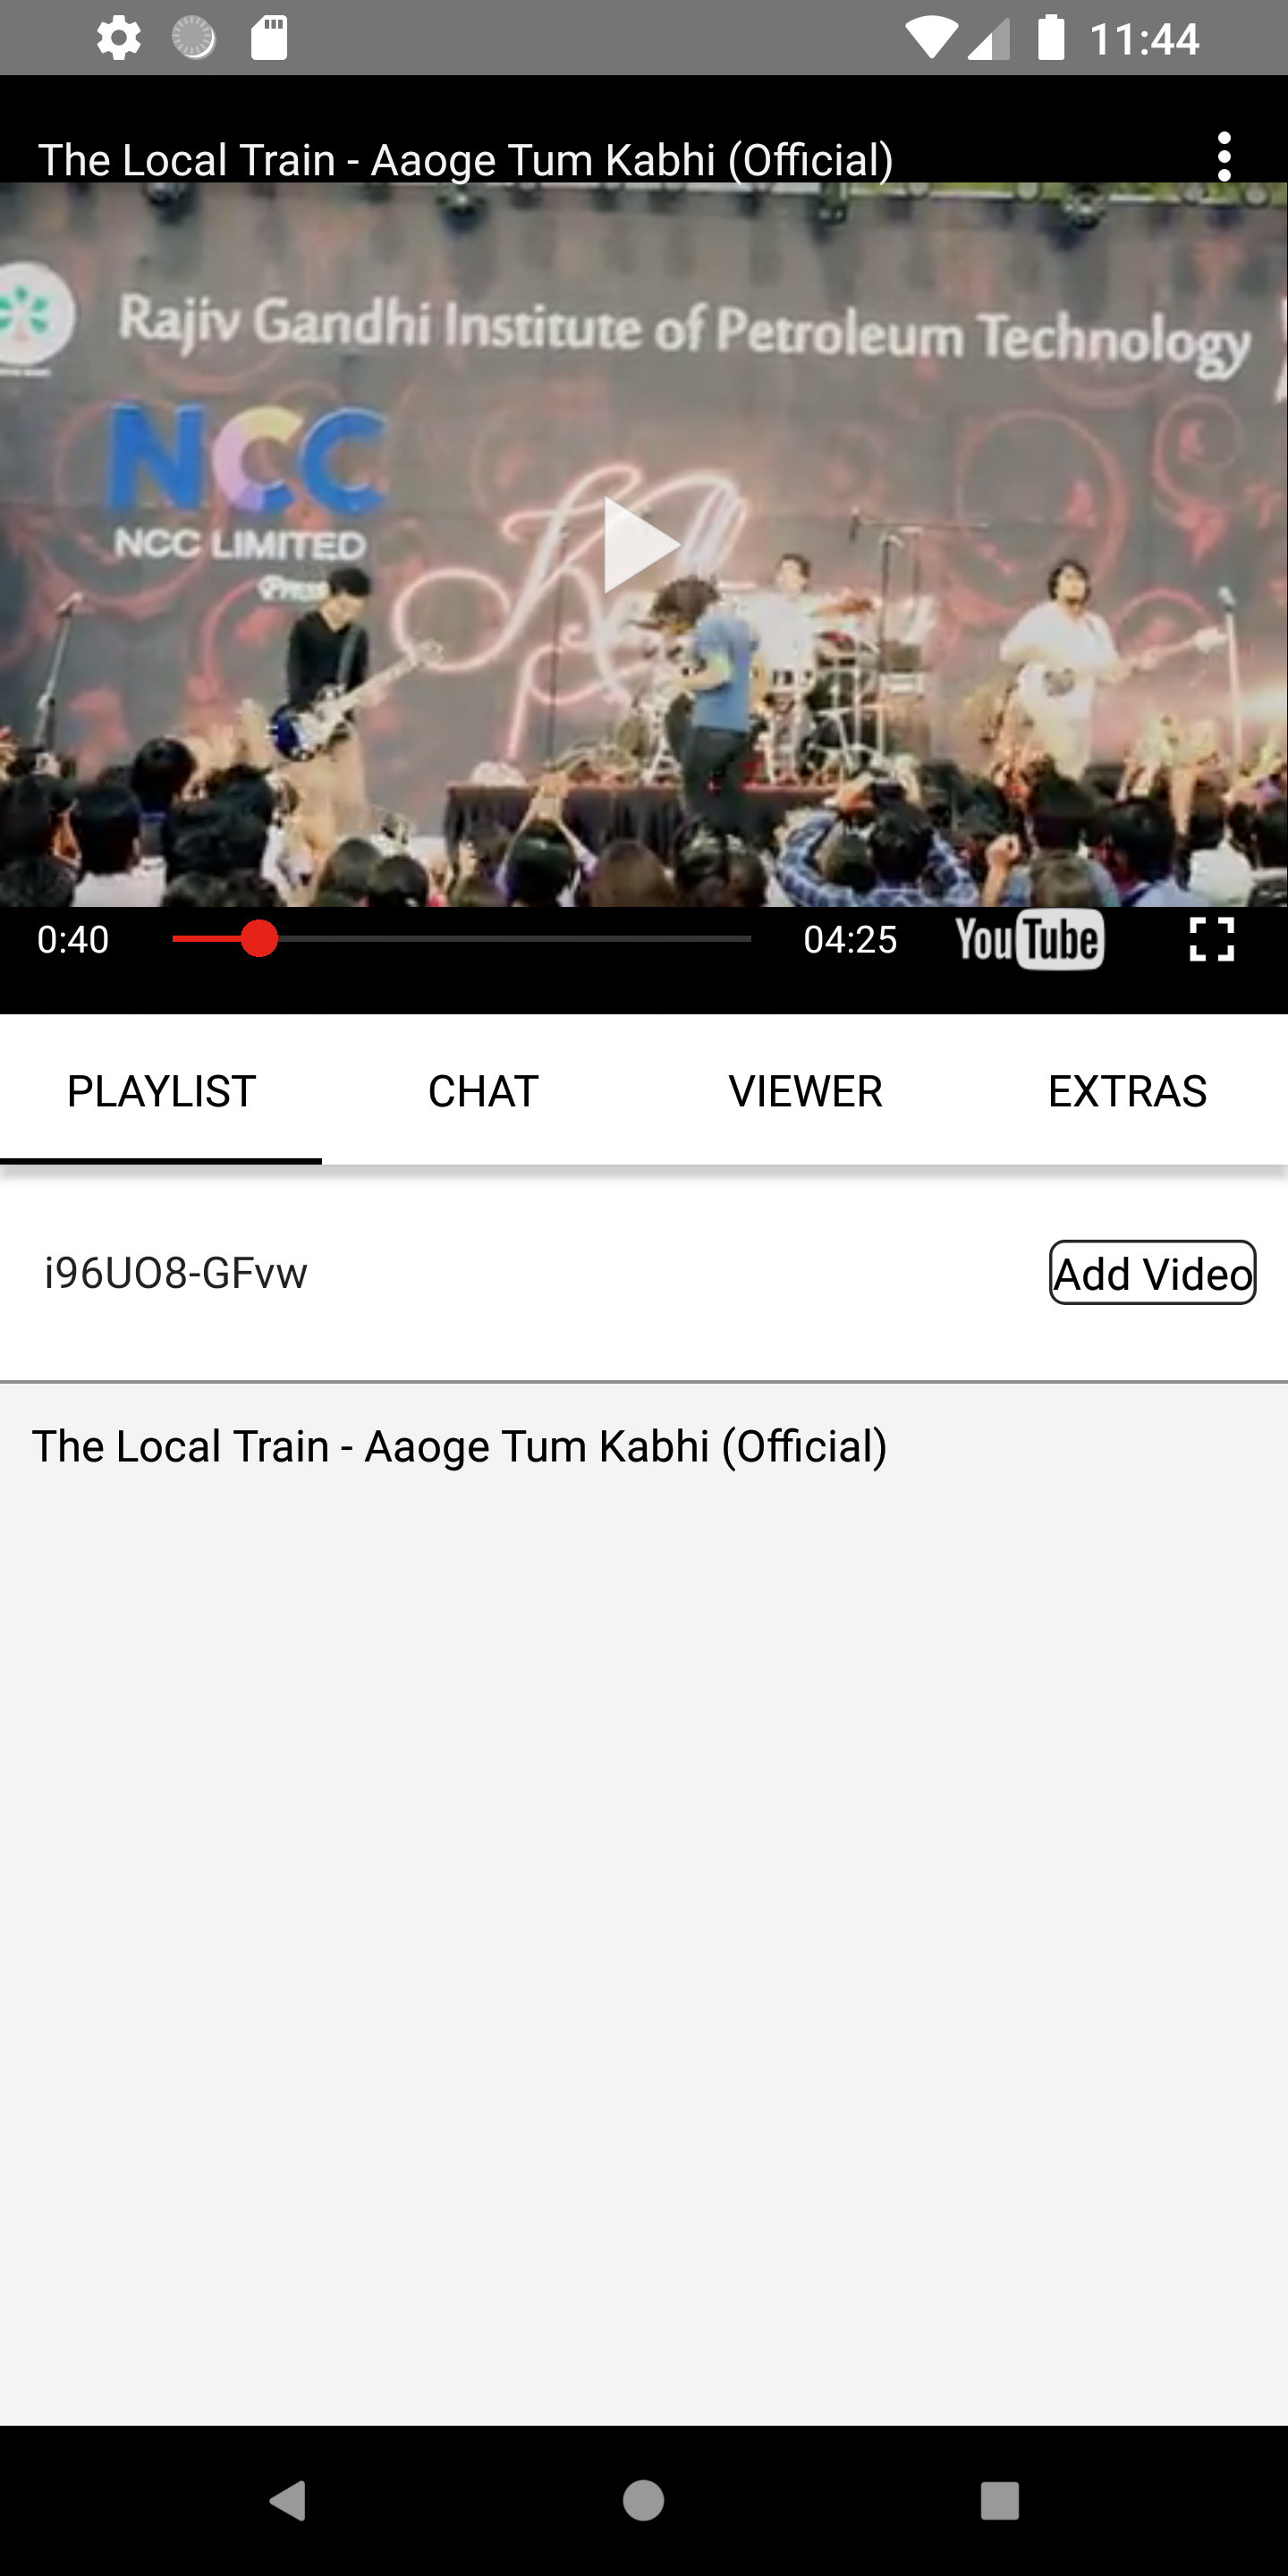 11:44
The Local Train - Aaoge Tum Kabhi (Official)
Rajiv Gandhi Institute of Petroleum Technology
NCC
NCC LIMITED
0:40
04:25
YouTube
PLAYLIST
CHAT
VIEWER
EXTRAS
i96UO8-GFvw
Add Video
The Local Train - Aaoge Tum Kabhi (Official)